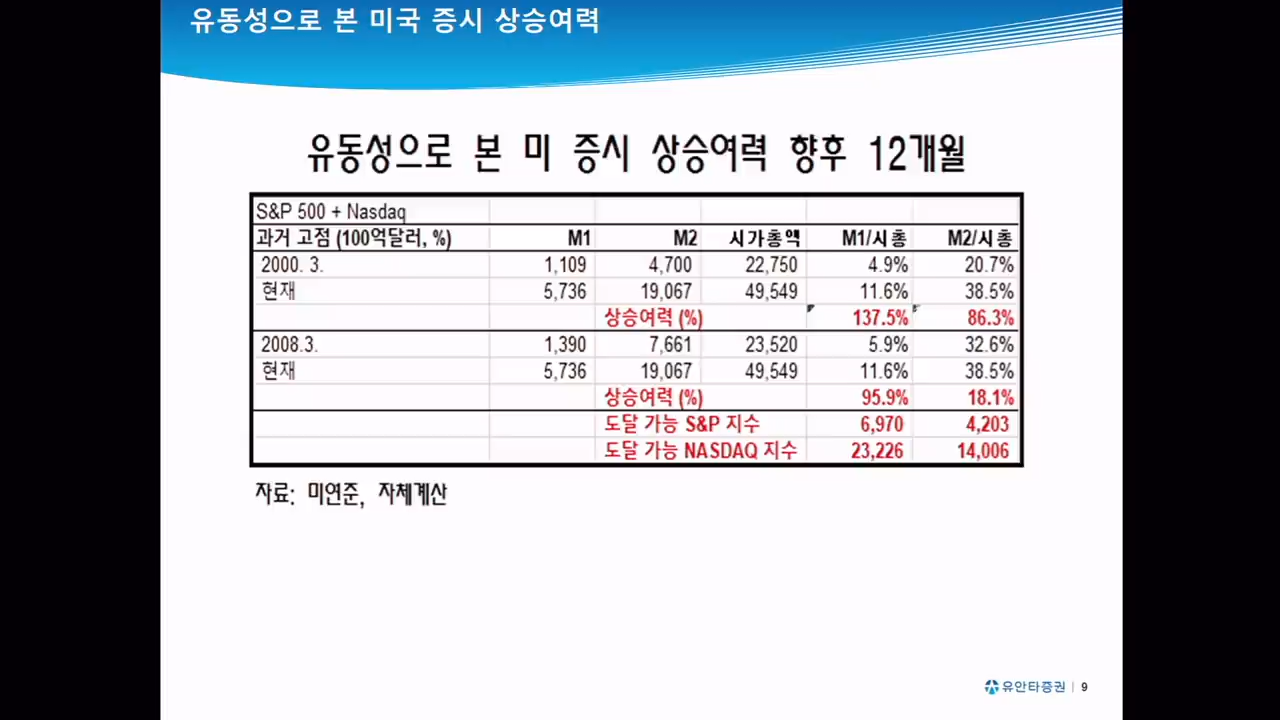 유동성으로 본 미국 증시 상승여력
유동성으로 본 미 증시 상승여력 향후 12개월
S&P 500 + Nasdaq
과거 고점 (100억달러, %) M1 M2 시가총액 M1/시총 M2/시총
2000. 3. 1,109 4,700 22,750 4.9% 20.7%
현재 5,736 19,067 49,549 11.6% 38.5%
상승여력 (%) 137.5% 86.3%
2008.3. 1,390 7,661 23,520 5.9% 32.6%
현재 5,736 19,067 49,549 11.6% 38.5%
상승여력 (%) 95.9% 18.1%
도달 가능 S&P 지수 6,970 4,203
도달 가능 NASDAQ 지수 23,226 14,006
자료: 미연준, 자체계산
유안타증권 | 9